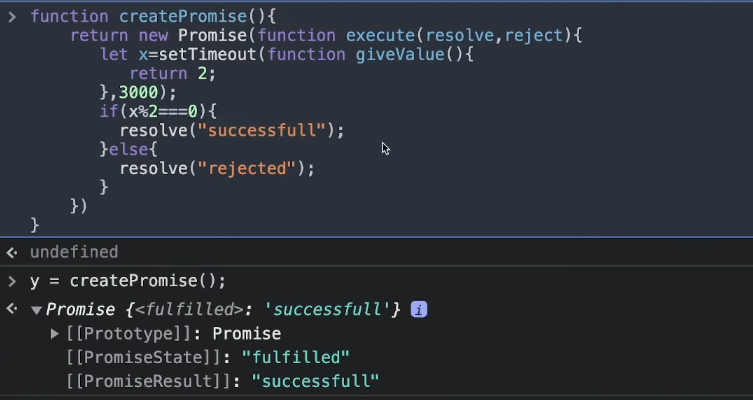 > function createPromise(){
return new Promise(function execute(resolve,reject){
let x=setTimeout(function giveValue(){
return 2;
},3000);
if(x%2===0){
resolve("successfull");
}else{
resolve("rejected");
}
})
}
undefined
> y = createPromise();
Promise {<fulfilled>: 'successfull'} i
[[Prototype]]: Promise
[[PromiseState]]: "fulfilled"
[[PromiseResult]]: "successfull"